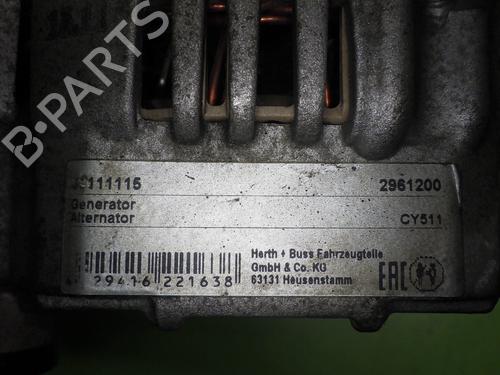 111115
2961200
Generator
Alternator
CY511
Herth + Buss Fahrzeugteile
GmbH & Co. KG
63131 Heusenstamm
EAC
29416 221638
B-Parts